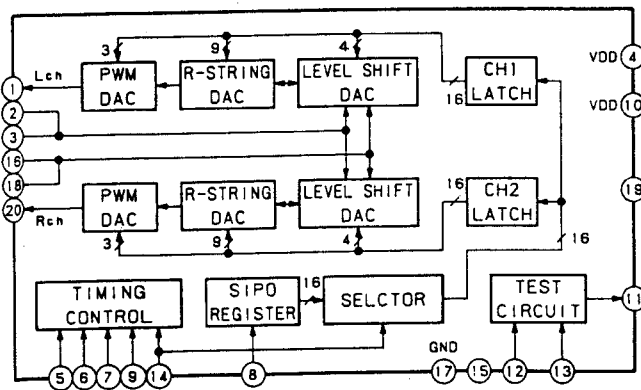 3 9 4
VDD 4
1 Lch PWM DAC R-STRING DAC LEVEL SHIFT DAC 16 CH1 LATCH
2
VDD 10
3
16
18
20 Rch PWM DAC R-STRING DAC LEVEL SHIFT DAC 16 CH2 LATCH 19
3 9 4 16
TIMING CONTROL SIPO REGISTER 16 SELCTOR TEST CIRCUIT 11
GND
5 6 7 9 14 8 17 15 12 13